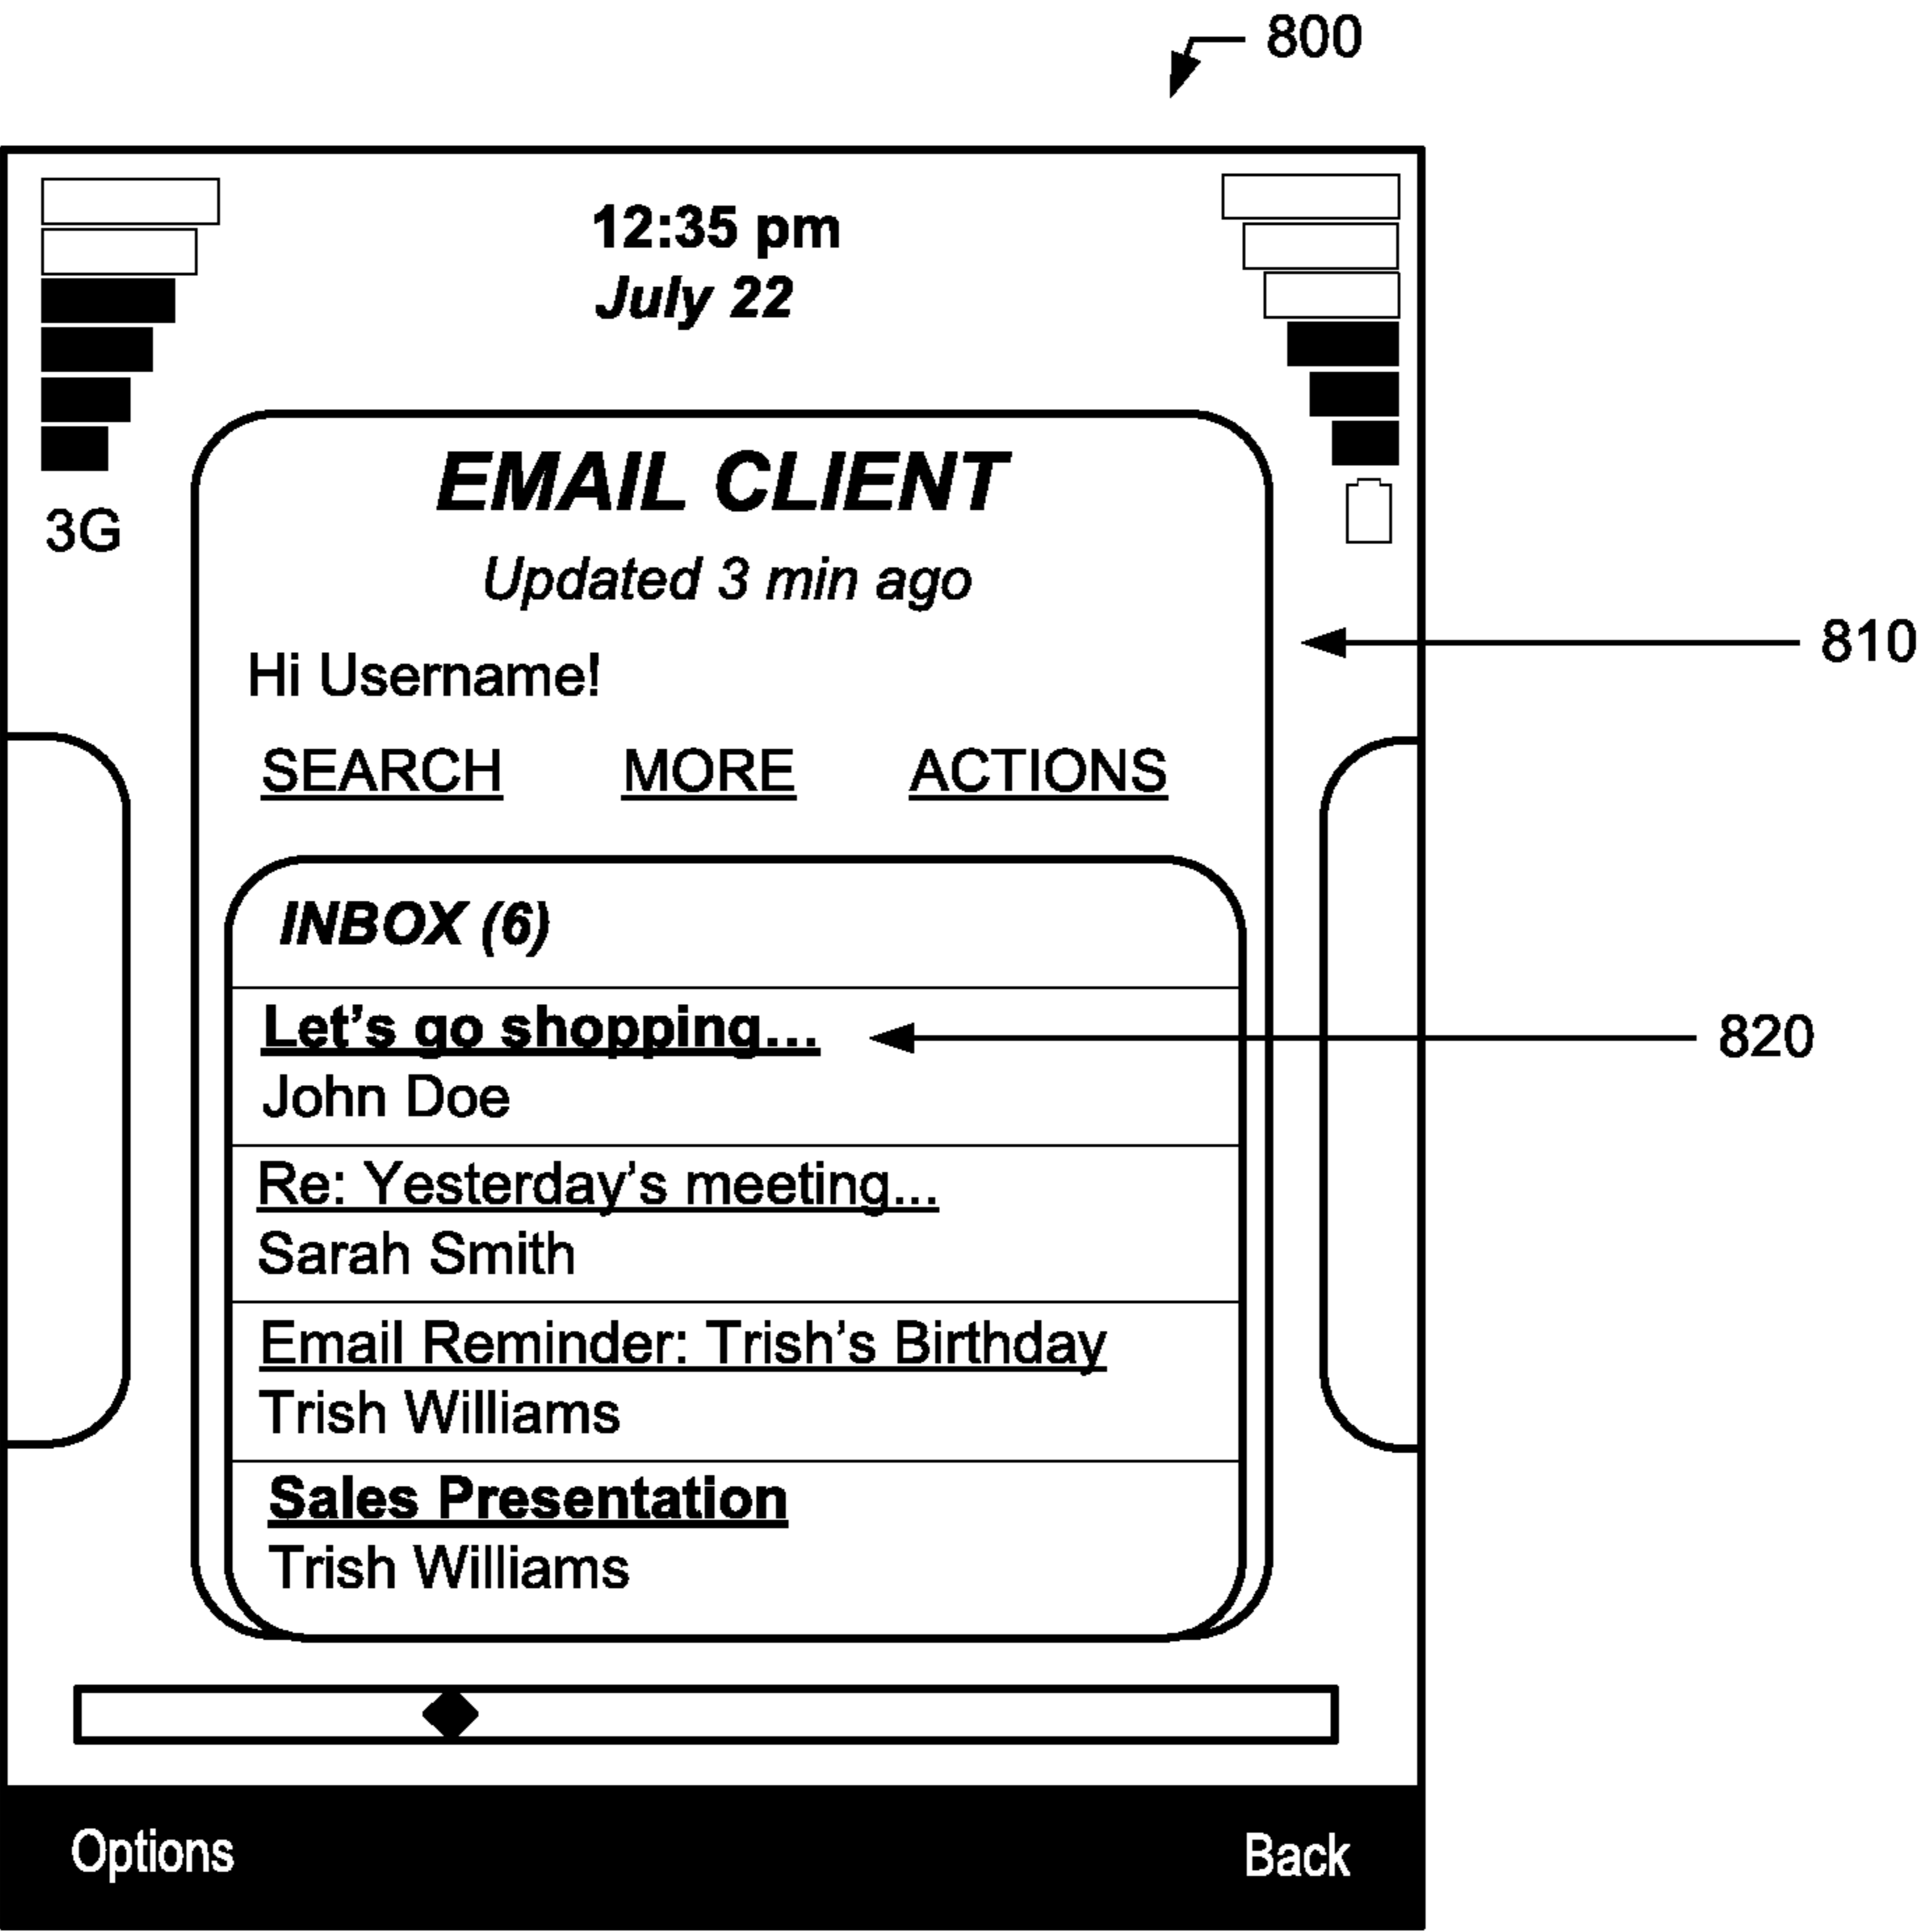 800
12:35 pm
July 22
3G
EMAIL CLIENT
Updated 3 min ago
Hi Username!
810
SEARCH MORE ACTIONS
INBOX (6)
Let's go shopping...
820
John Doe
Re: Yesterday's meeting...
Sarah Smith
Email Reminder: Trish's Birthday
Trish Williams
Sales Presentation
Trish Williams
Options Back